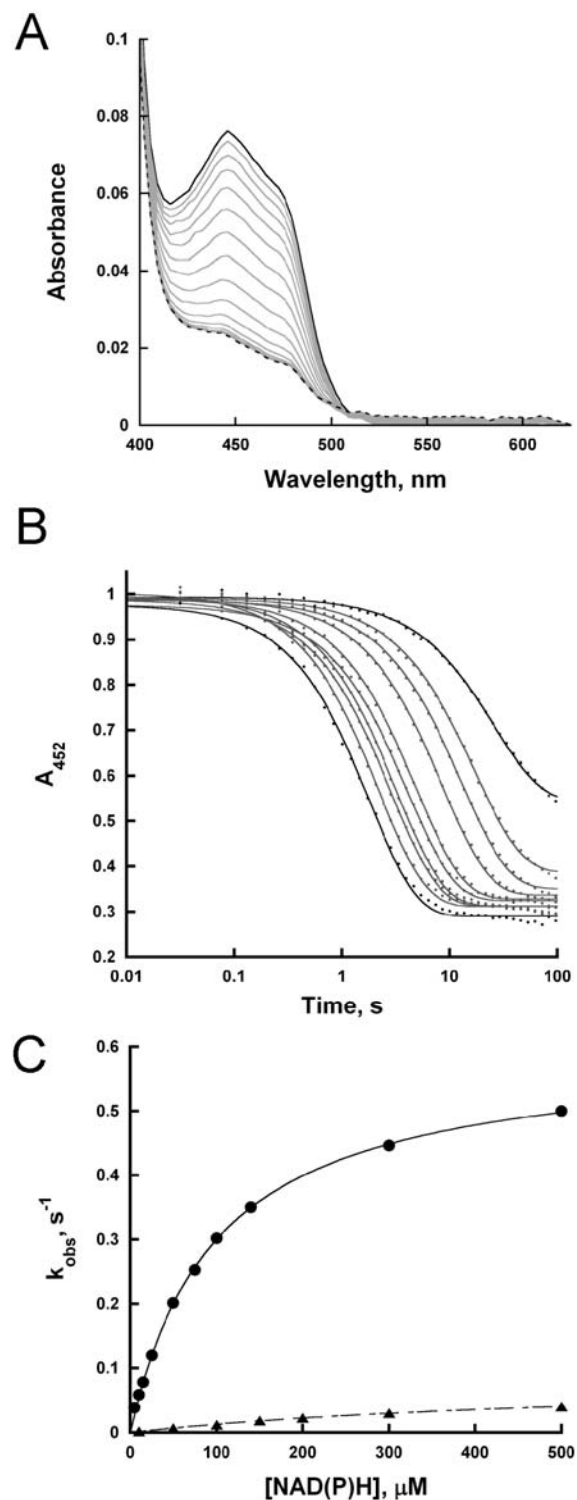 A
0.1
0.08
0.06
0.04
0.02
0
Absorbance
400 450 500 550 600
Wavelength, nm
B
1
0.9
0.8
0.7
0.6
0.5
0.4
0.3
0.2
A452
0.01 0.1 1 10 100
Time, s
C
0.6
0.5
0.4
0.3
0.2
0.1
0
kobs, s-1
0 100 200 300 400 500
[NAD(P)H], µM